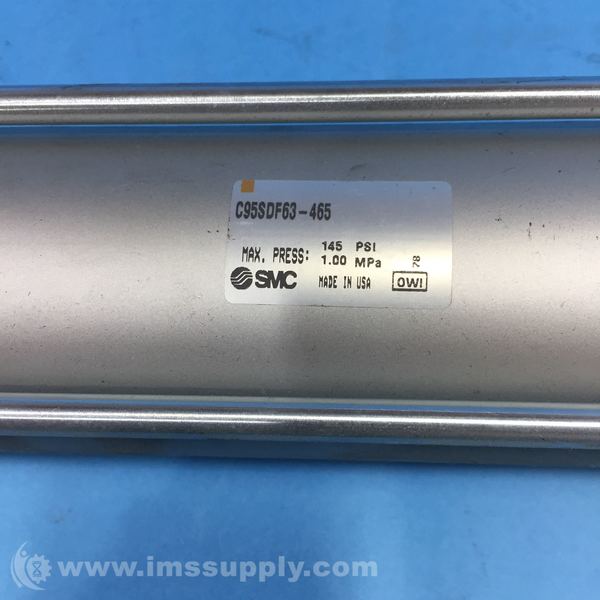 C95SDF63-465
MAX. PRESS: 145 PSI
1.00 MPa
78
SMC MADE IN USA OWI
www.imssupply.com